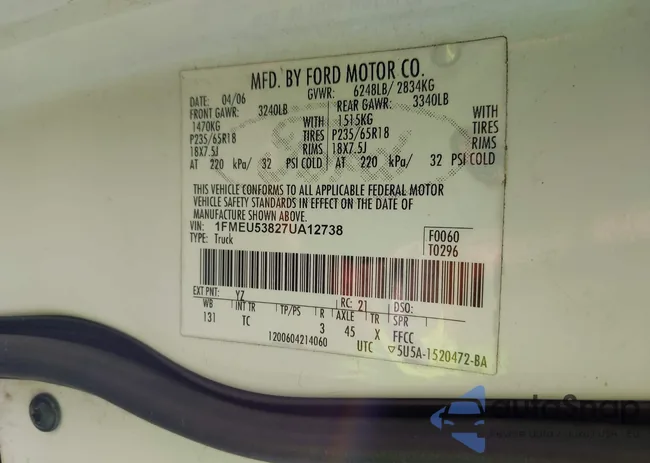 MFD. BY FORD MOTOR CO.
DATE: 04/06 GVWR: 6248LB/ 2834KG
FRONT GAWR: 3240LB REAR GAWR: 3340LB
1470KG WITH 1515KG WITH
P235/65R18 TIRES P235/65R18 TIRES
18X7.5J RIMS 18X7.5J RIMS
AT 220 kPa/ 32 PSI COLD AT 220 kPa/ 32 PSI COLD
THIS VEHICLE CONFORMS TO ALL APPLICABLE FEDERAL MOTOR
VEHICLE SAFETY STANDARDS IN EFFECT ON THE DATE OF
MANUFACTURE SHOWN ABOVE.
VIN: 1FMEU53827UA12738 F0060
TYPE: Truck T0296
EXT PNT: YZ RC: 21 DSO:
WB INT TR TP/PS R AXLE TR SPR
131 TC 3 45 X FFCC
1200604214060 UTC ▽5U5A-1520472-BA
autoSnap